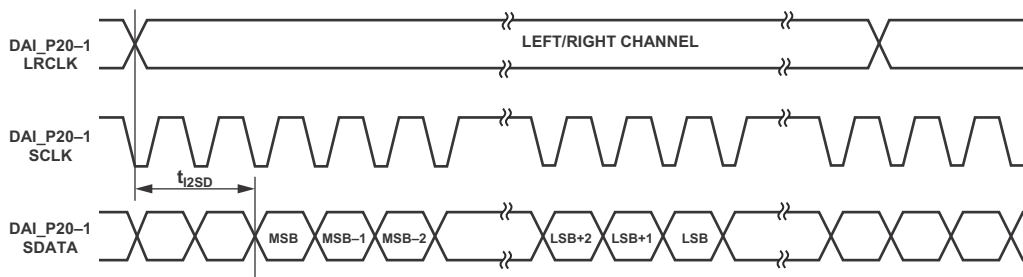 DAI_P20–1
LRCLK
LEFT/RIGHT CHANNEL
DAI_P20–1
SCLK
tI2SD
DAI_P20–1
SDATA
MSB
MSB–1
MSB–2
LSB+2
LSB+1
LSB